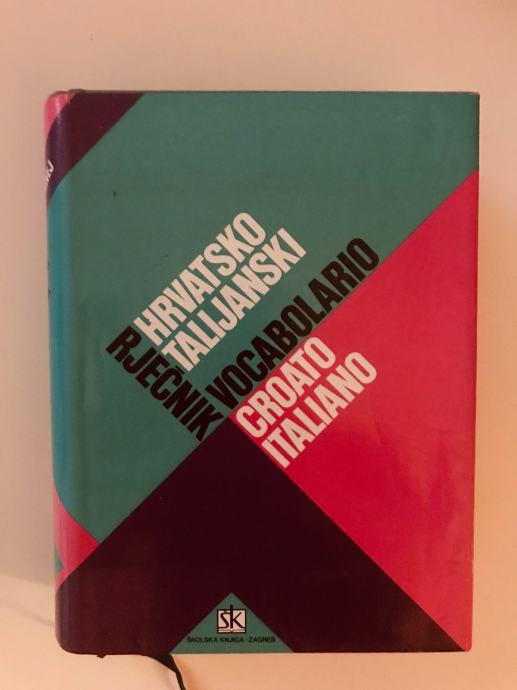 HRVATSKO
TALIJANSKI
RJEČNIK
VOCABOLARIO
CROATO
ITALIANO
ŠK
ŠKOLSKA KNJIGA - ZAGREB